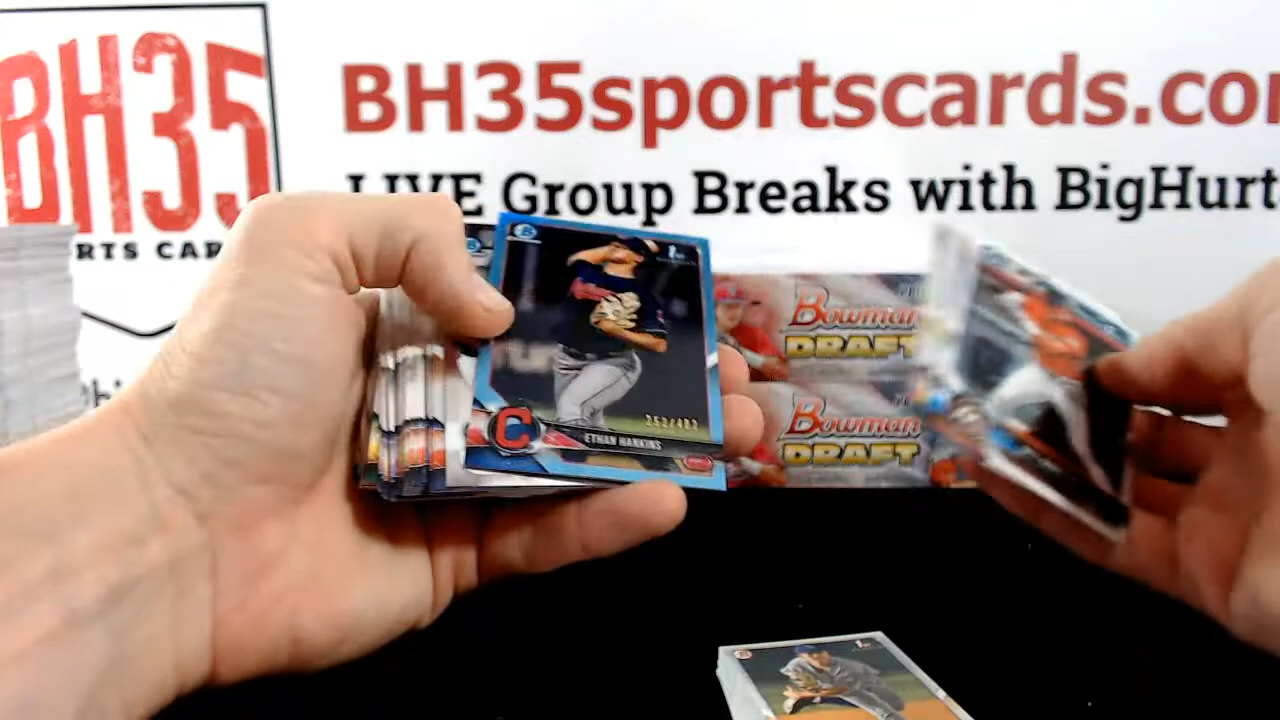 BH35
RTS CAR
BH35sportscards.co
LIVE Group Breaks with BigHurt
Bowman
DRAFT
Bowman
DRAFT
ETHAN HANKINS
C